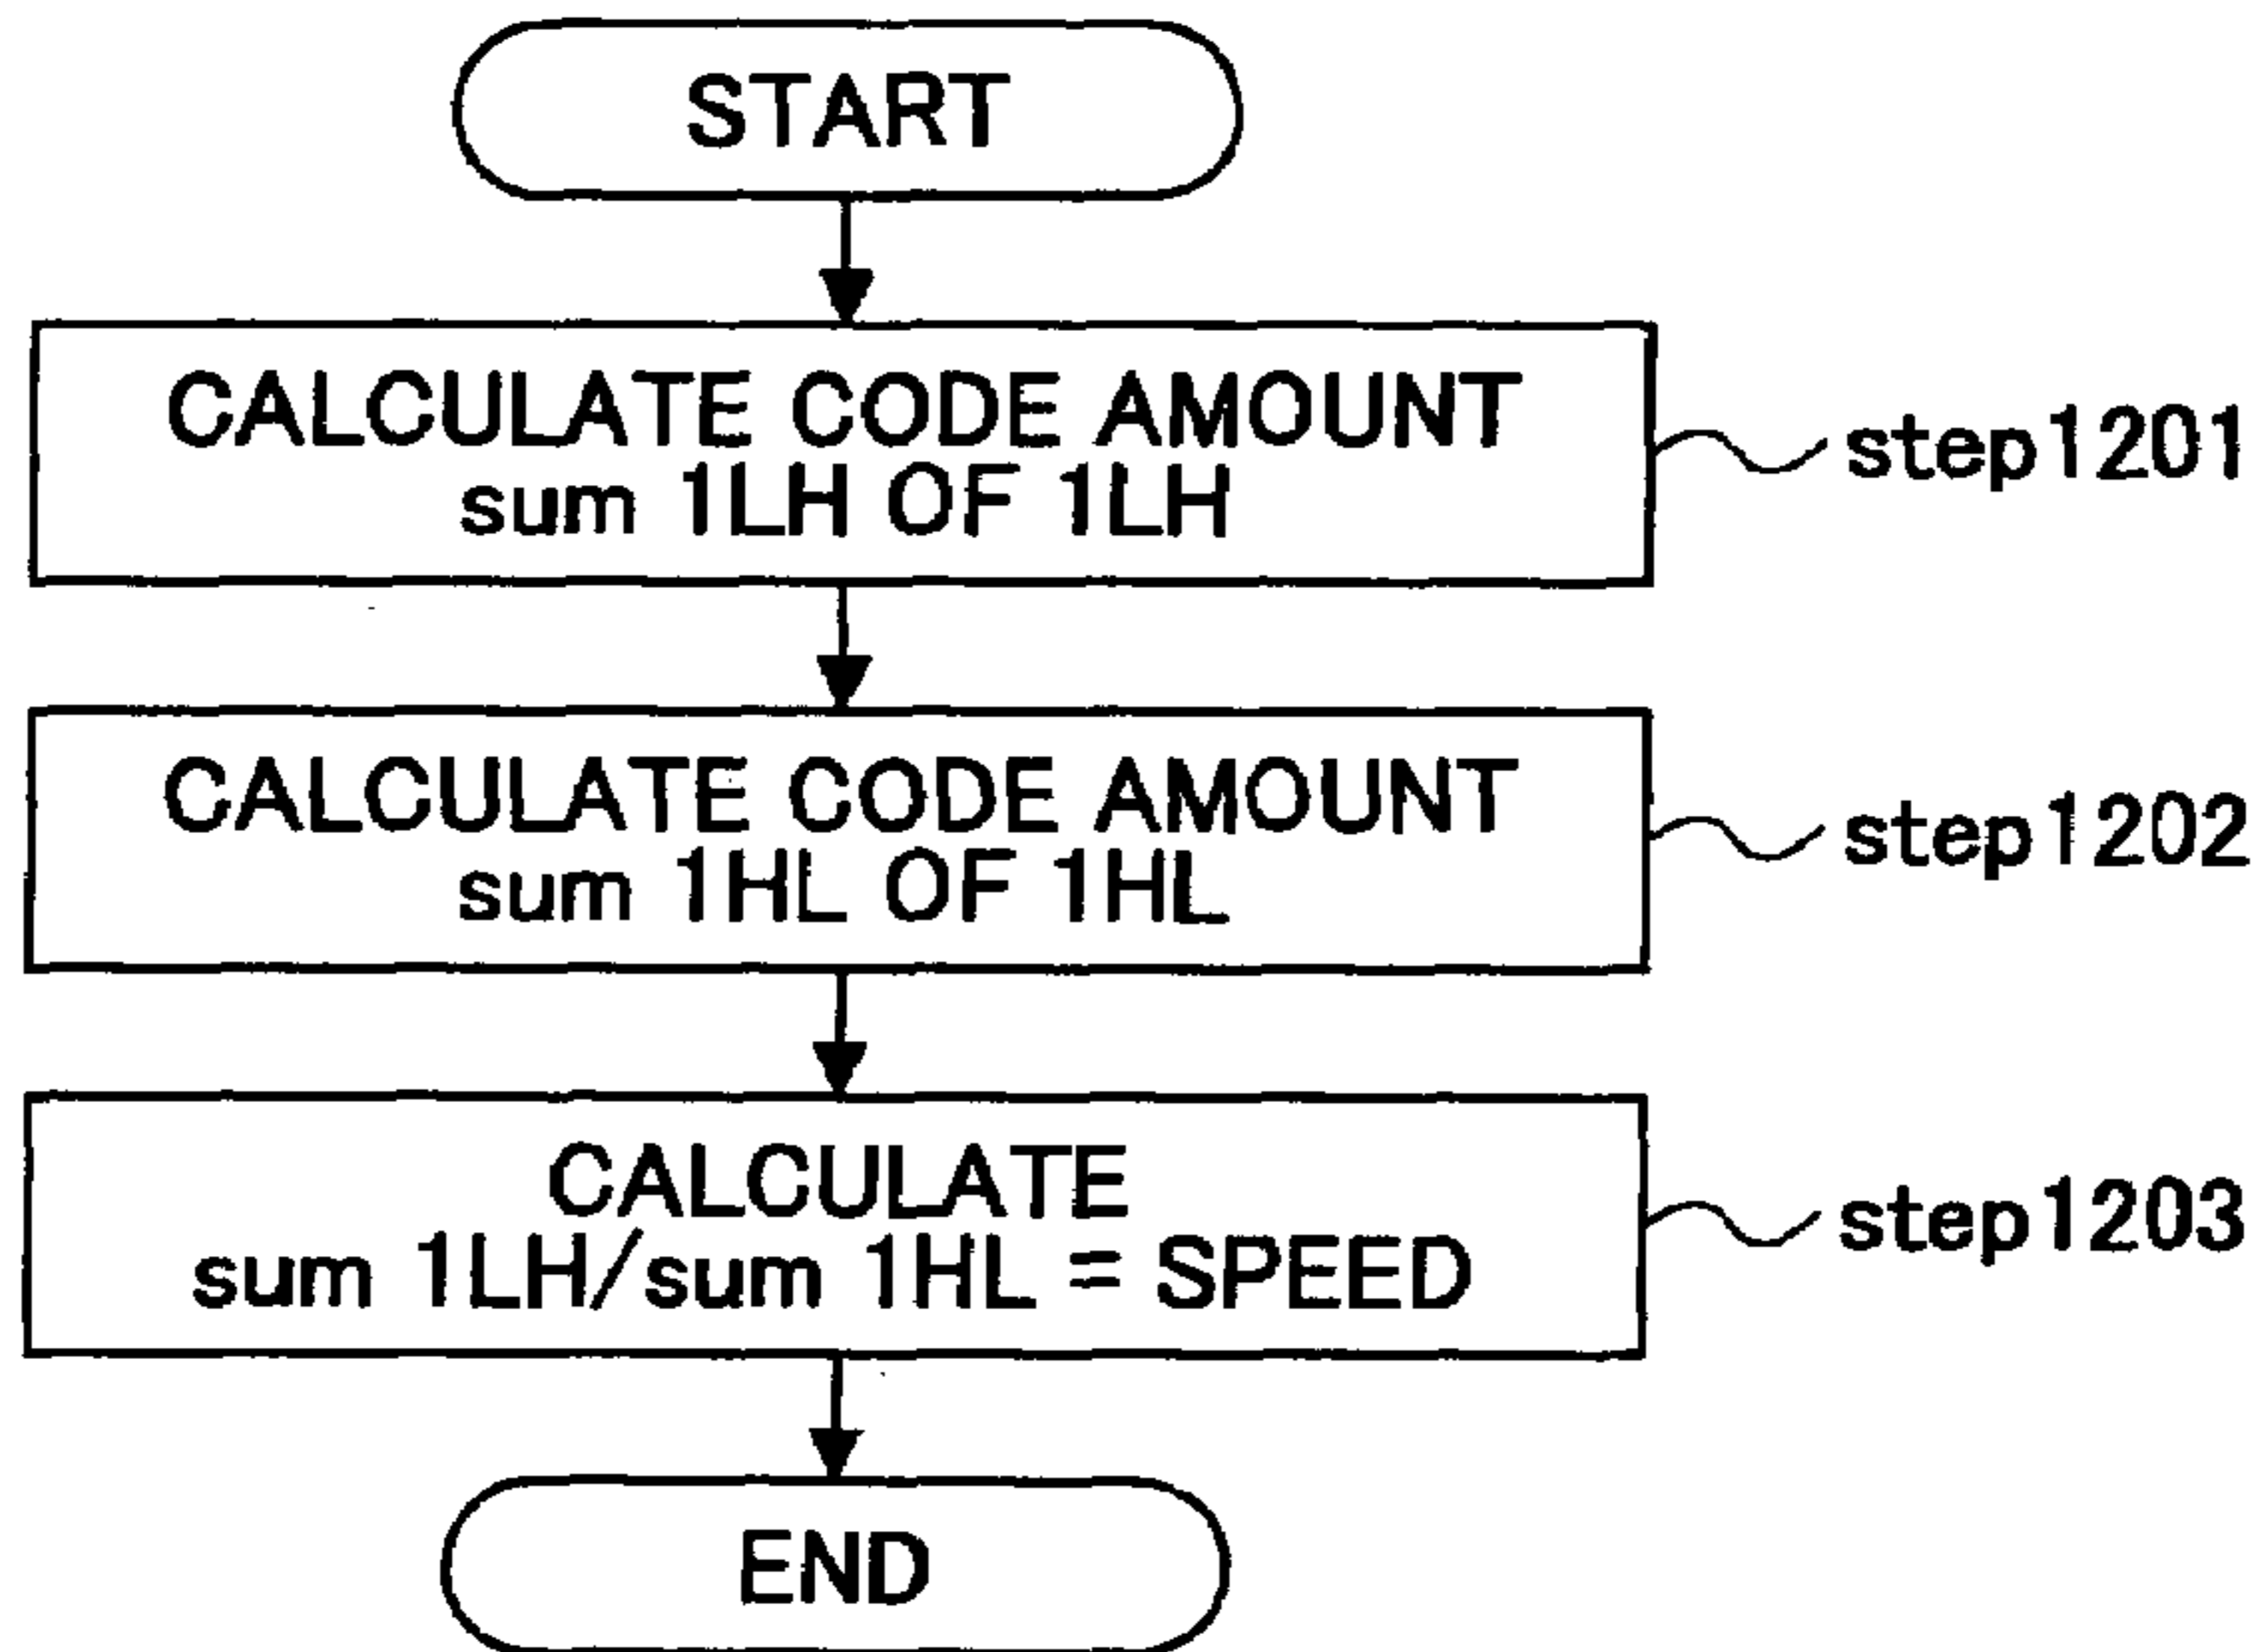 START
CALCULATE CODE AMOUNT
sum 1LH OF 1LH
step1201
CALCULATE CODE AMOUNT
sum 1HL OF 1HL
step1202
CALCULATE
sum 1LH/sum 1HL = SPEED
step1203
END